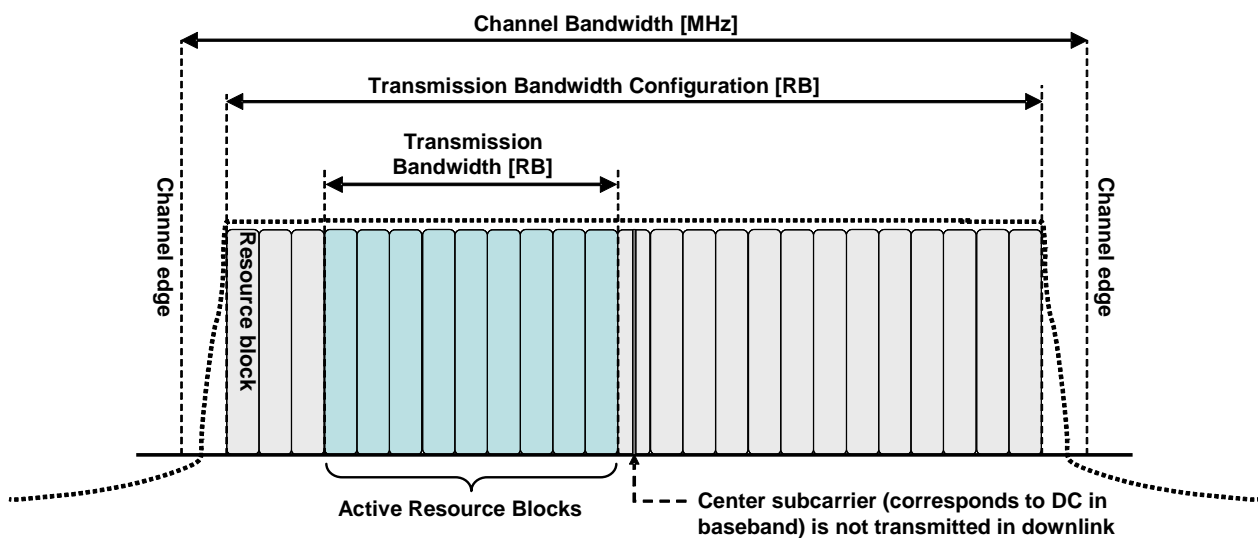 Channel Bandwidth [MHz]
Transmission Bandwidth Configuration [RB]
Transmission
Bandwidth [RB]
Channel edge
Channel edge
Resource block
Active Resource Blocks
Center subcarrier (corresponds to DC in
baseband) is not transmitted in downlink